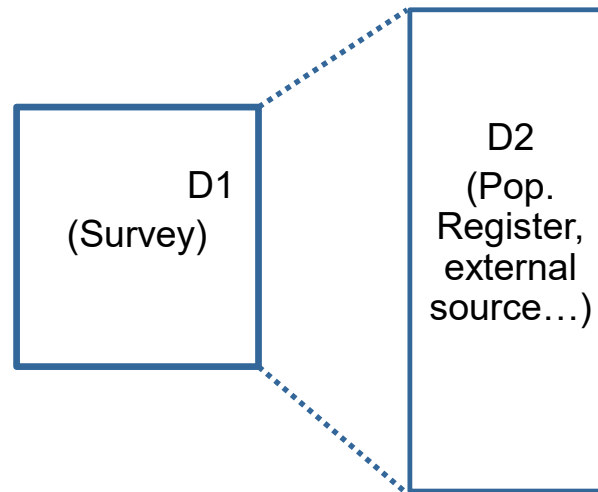 D1
(Survey)
D2
(Pop.
Register,
external
source…)